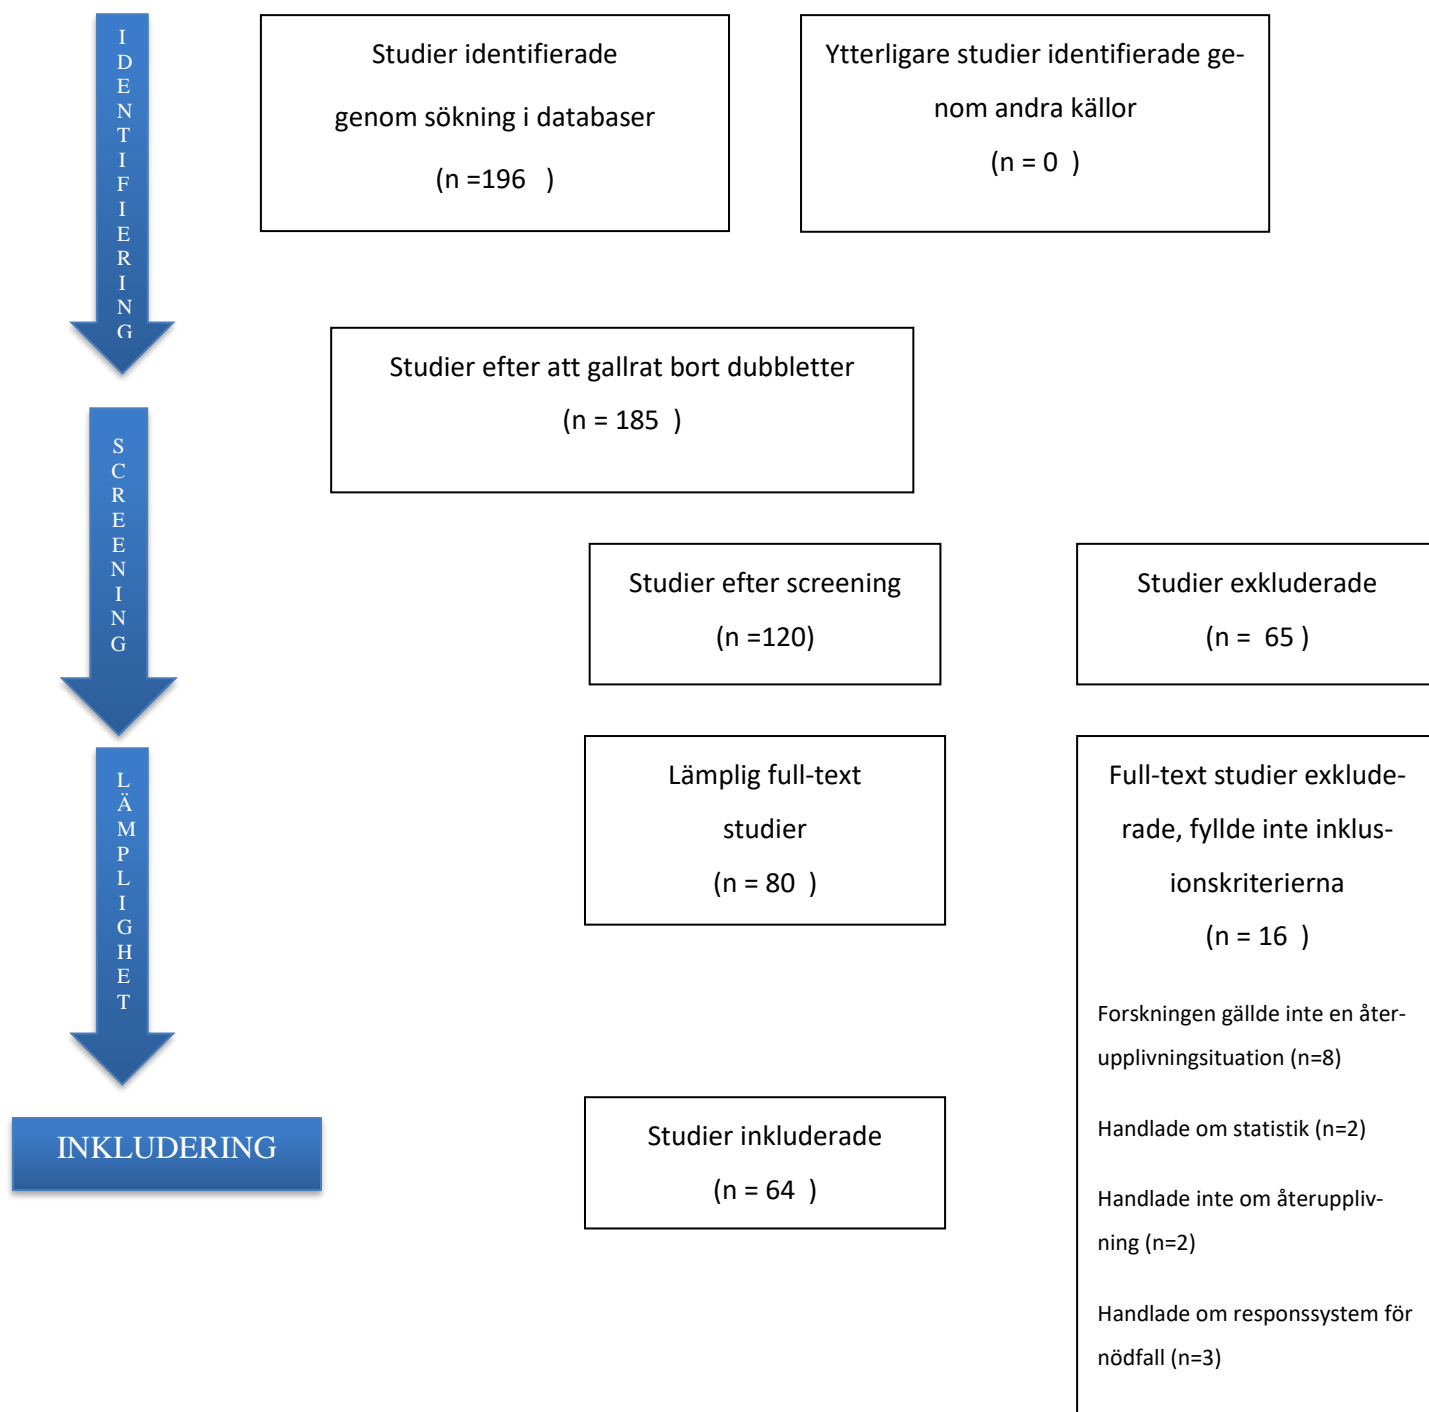 IDENTIFIERING
Studier identifierade
genom sökning i databaser
(n =196   )
Ytterligare studier identifierade ge-
nom andra källor
(n = 0  )
Studier efter att gallrat bort dubbletter
(n = 185  )
SCREENING
Studier efter screening
(n =120)
Studier exkluderade
(n =  65 )
LÄMPLIGHET
Lämplig full-text
studier
(n = 80  )
Full-text studier exklude-
rade, fyllde inte inklus-
ionskriterierna
(n = 16  )
Forskningen gällde inte en åter-
upplivningsituation (n=8)
Handlade om statistik (n=2)
Handlade inte om återuppliv-
ning (n=2)
Handlade om responssystem för
nödfall (n=3)
INKLUDERING
Studier inkluderade
(n = 64  )